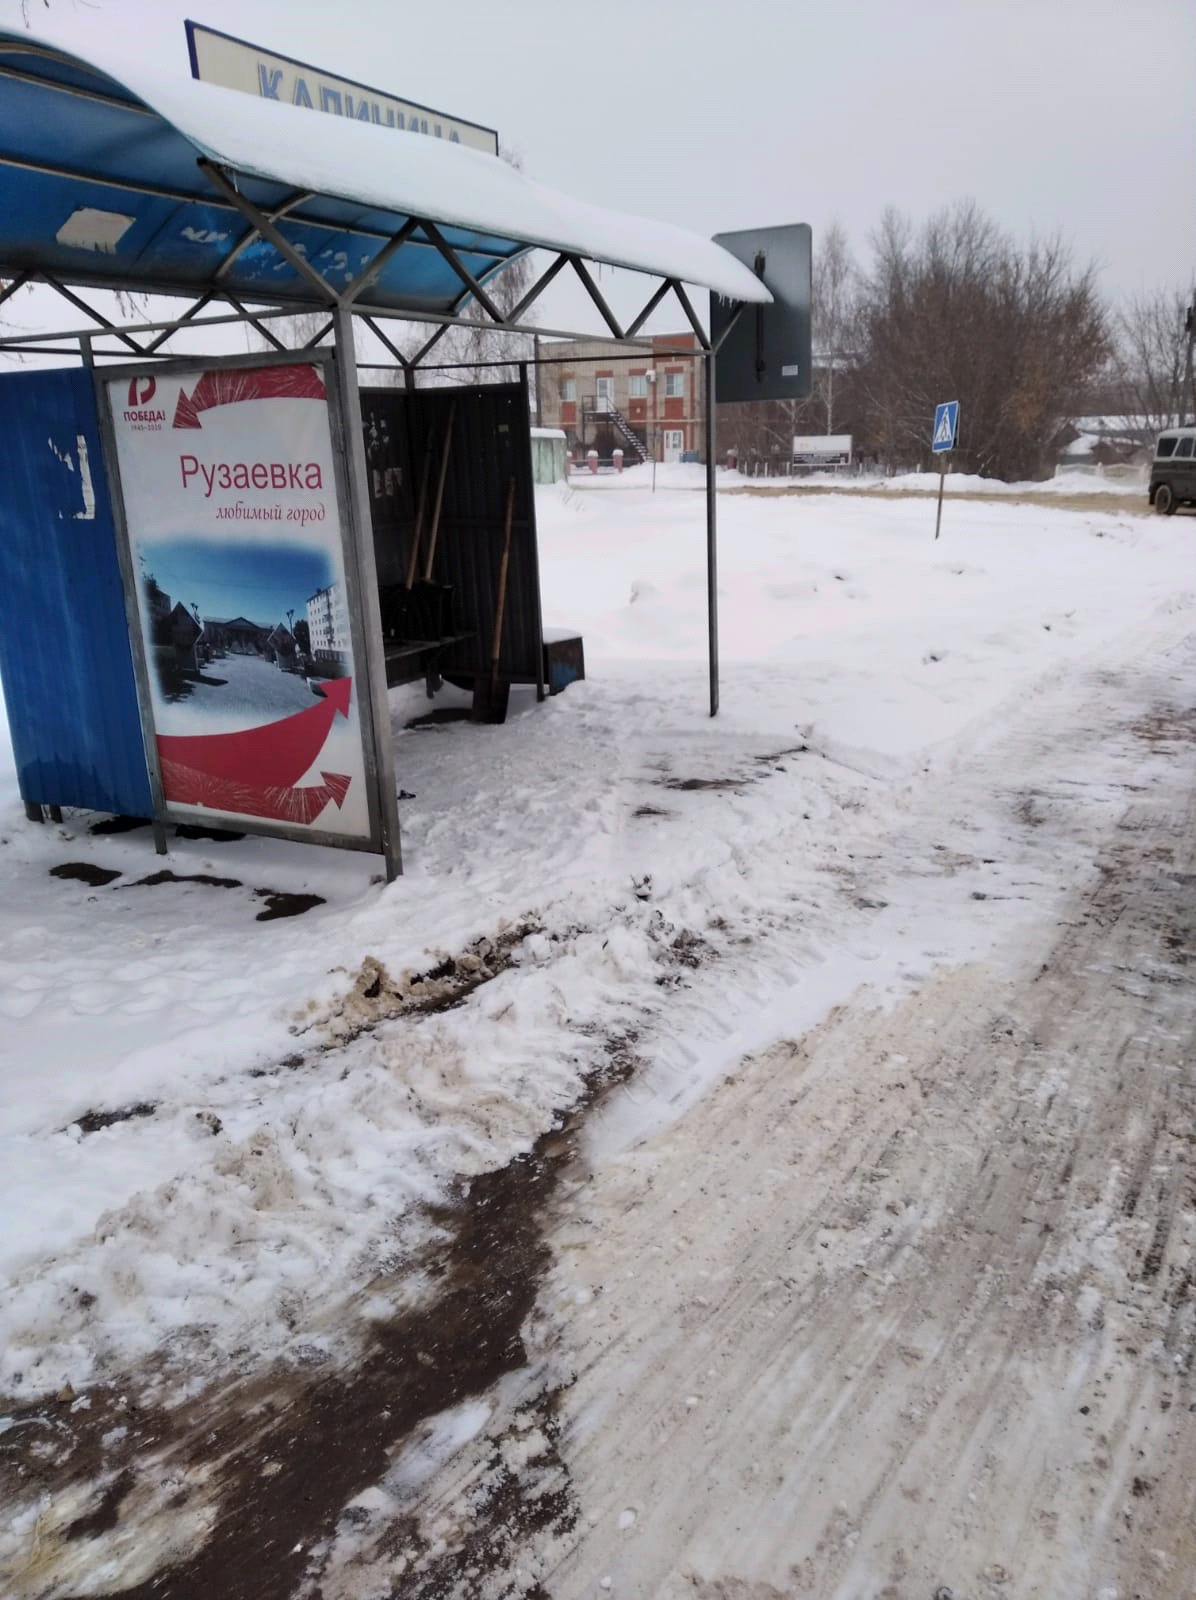 КАЛИНИНА
ПОБЕДА!
1945–2020
Рузаевка
любимый город